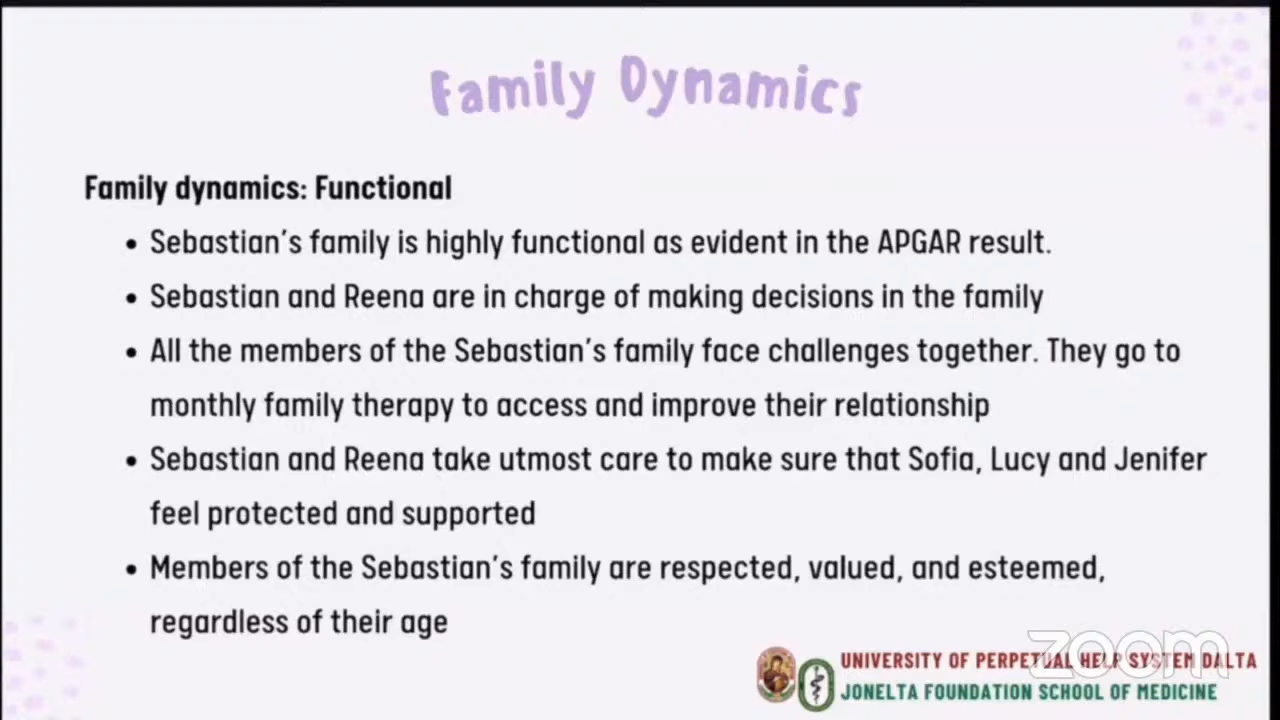 Family Dynamics
Family dynamics: Functional
• Sebastian's family is highly functional as evident in the APGAR result.
• Sebastian and Reena are in charge of making decisions in the family
• All the members of the Sebastian's family face challenges together. They go to
monthly family therapy to access and improve their relationship
• Sebastian and Reena take utmost care to make sure that Sofia, Lucy and Jenifer
feel protected and supported
• Members of the Sebastian's family are respected, valued, and esteemed,
regardless of their age
zoom
UNIVERSITY OF PERPETUAL HELP SYSTEM DALTA
JONELTA FOUNDATION SCHOOL OF MEDICINE